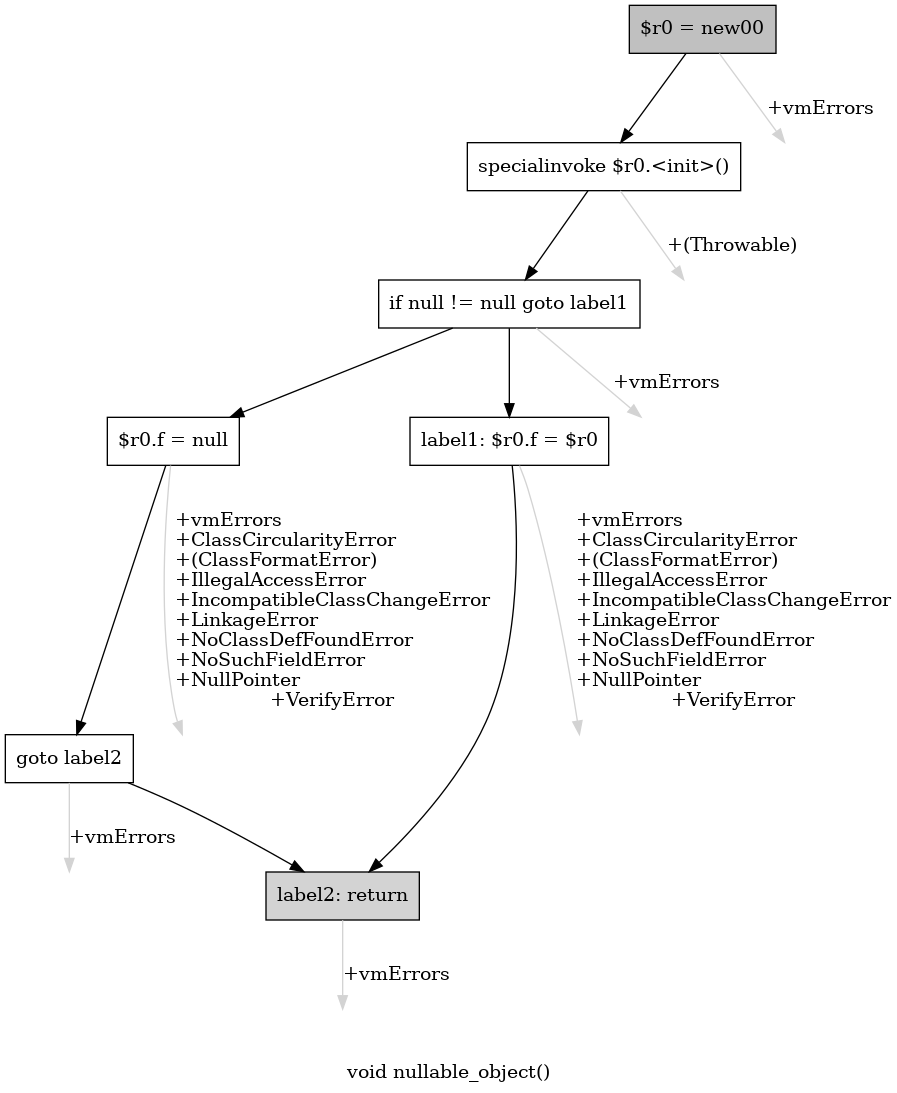 $r0 = new00
+vmErrors
specialinvoke $r0.<init>()
+(Throwable)
if null != null goto label1
+vmErrors
$r0.f = null
label1: $r0.f = $r0
+vmErrors
+ClassCircularityError
+(ClassFormatError)
+IllegalAccessError
+IncompatibleClassChangeError
+LinkageError
+NoClassDefFoundError
+NoSuchFieldError
+NullPointer
+VerifyError
+vmErrors
+ClassCircularityError
+(ClassFormatError)
+IllegalAccessError
+IncompatibleClassChangeError
+LinkageError
+NoClassDefFoundError
+NoSuchFieldError
+NullPointer
+VerifyError
goto label2
+vmErrors
label2: return
+vmErrors
void nullable_object()